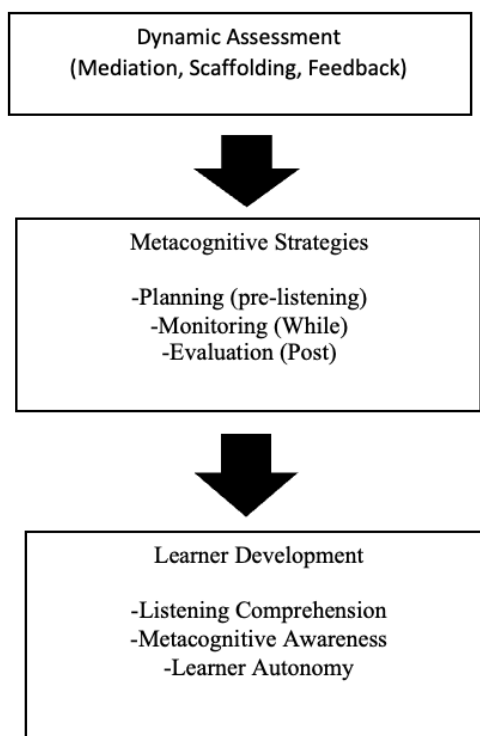 Dynamic Assessment
(Mediation, Scaffolding, Feedback)
Metacognitive Strategies
-Planning (pre-listening)
-Monitoring (While)
-Evaluation (Post)
Learner Development
-Listening Comprehension
-Metacognitive Awareness
-Learner Autonomy